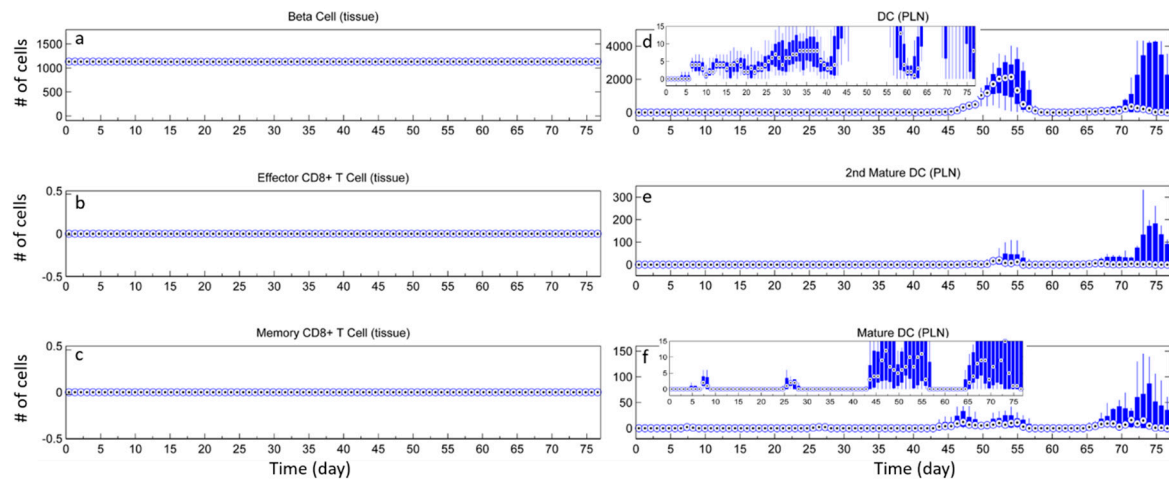 Beta Cell (tissue)
a
# of cells
1500
1000
500
0
0 5 10 15 20 25 30 35 40 45 50 55 60 65 70 75
Effector CD8+ T Cell (tissue)
b
# of cells
0.5
0
-0.5
0 5 10 15 20 25 30 35 40 45 50 55 60 65 70 75
Memory CD8+ T Cell (tissue)
c
# of cells
0.5
0
-0.5
0 5 10 15 20 25 30 35 40 45 50 55 60 65 70 75
Time (day)
DC (PLN)
d
4000
2000
0
15
10
5
0
0 5 10 15 20 25 30 35 40 45 50 55 60 65 70 75
0 5 10 15 20 25 30 35 40 45 50 55 60 65 70 75
2nd Mature DC (PLN)
e
300
200
100
0
0 5 10 15 20 25 30 35 40 45 50 55 60 65 70 75
Mature DC (PLN)
f
150
100
50
0
15
10
5
0
0 5 10 15 20 25 30 35 40 45 50 55 60 65 70 75
0 5 10 15 20 25 30 35 40 45 50 55 60 65 70 75
Time (day)